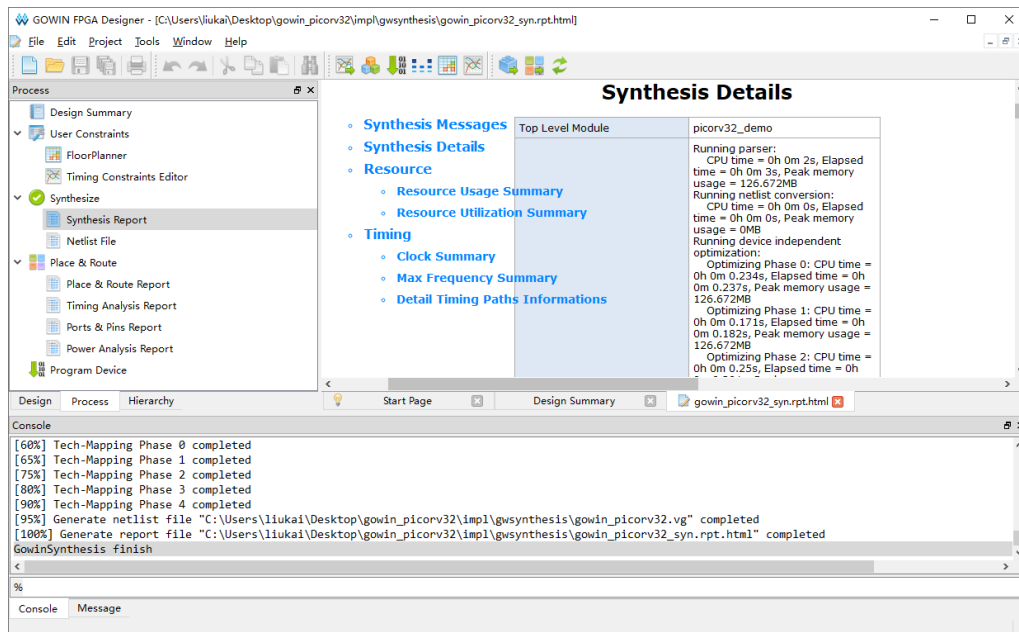 GOWIN FPGA Designer - [C:\Users\liukai\Desktop\gowin_picorv32\impl\gwsynthesis\gowin_picorv32_syn.rpt.html]
File Edit Project Tools Window Help
Process
Design Summary
User Constraints
FloorPlanner
Timing Constraints Editor
Synthesize
Synthesis Report
Netlist File
Place & Route
Place & Route Report
Timing Analysis Report
Ports & Pins Report
Power Analysis Report
Program Device
Design Process Hierarchy
Synthesis Details
Synthesis Messages
Synthesis Details
Resource
Resource Usage Summary
Resource Utilization Summary
Timing
Clock Summary
Max Frequency Summary
Detail Timing Paths Informations
Top Level Module
picorv32_demo
Running parser:
CPU time = 0h 0m 2s, Elapsed
time = 0h 0m 3s, Peak memory
usage = 126.672MB
Running netlist conversion:
CPU time = 0h 0m 0s, Elapsed
time = 0h 0m 0s, Peak memory
usage = 0MB
Running device independent
optimization:
Optimizing Phase 0: CPU time =
0h 0m 0.234s, Elapsed time = 0h
0m 0.237s, Peak memory usage =
126.672MB
Optimizing Phase 1: CPU time =
0h 0m 0.171s, Elapsed time = 0h
0m 0.182s, Peak memory usage =
126.672MB
Optimizing Phase 2: CPU time =
0h 0m 0.25s, Elapsed time = 0h
Start Page Design Summary gowin_picorv32_syn.rpt.html
Console
[60%] Tech-Mapping Phase 0 completed
[65%] Tech-Mapping Phase 1 completed
[75%] Tech-Mapping Phase 2 completed
[80%] Tech-Mapping Phase 3 completed
[90%] Tech-Mapping Phase 4 completed
[95%] Generate netlist file "C:\Users\liukai\Desktop\gowin_picorv32\impl\gwsynthesis\gowin_picorv32.vg" completed
[100%] Generate report file "C:\Users\liukai\Desktop\gowin_picorv32\impl\gwsynthesis\gowin_picorv32_syn.rpt.html" completed
GowinSynthesis finish
%
Console Message